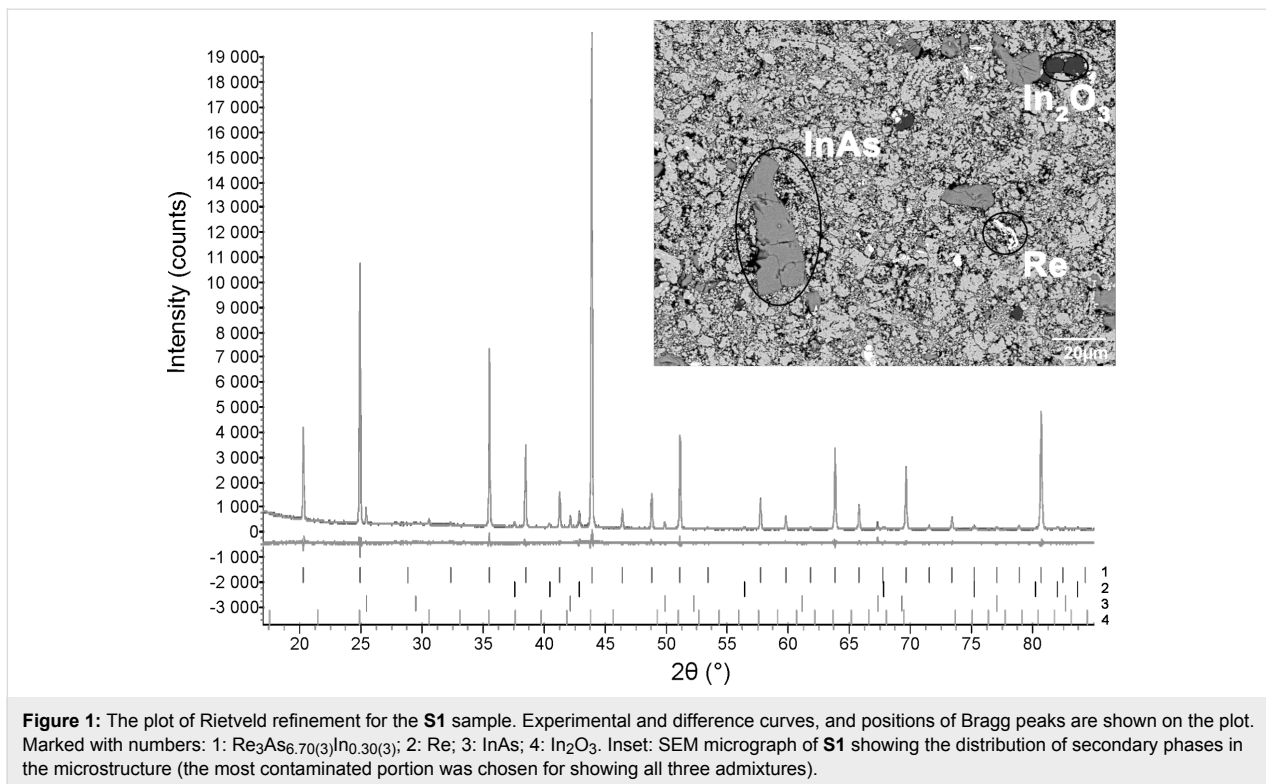 19 000
18 000
17 000
16 000
15 000
14 000
13 000
12 000
11 000
10 000
9 000
8 000
7 000
6 000
5 000
4 000
3 000
2 000
1 000
0
-1 000
-2 000
-3 000
Intensity (counts)
In₂O₃
InAs
Re
20µm
1
2
3
4
20 25 30 35 40 45 50 55 60 65 70 75 80
2θ (°)
Figure 1: The plot of Rietveld refinement for the S1 sample. Experimental and difference curves, and positions of Bragg peaks are shown on the plot.
Marked with numbers: 1: Re₃As₆.₇₀₍₃₎In₀.₃₀₍₃₎; 2: Re; 3: InAs; 4: In₂O₃. Inset: SEM micrograph of S1 showing the distribution of secondary phases in
the microstructure (the most contaminated portion was chosen for showing all three admixtures).